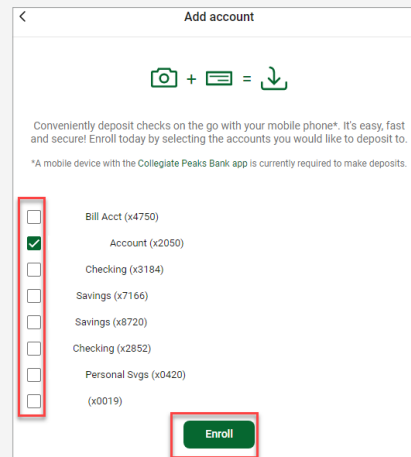 Add account
+ =
Conveniently deposit checks on the go with your mobile phone*. It's easy, fast
and secure! Enroll today by selecting the accounts you would like to deposit to.
*A mobile device with the Collegiate Peaks Bank app is currently required to make deposits.
Bill Acct (x4750)
Account (x2050)
Checking (x3184)
Savings (x7166)
Savings (x8720)
Checking (x2852)
Personal Svgs (x0420)
(x0019)
Enroll